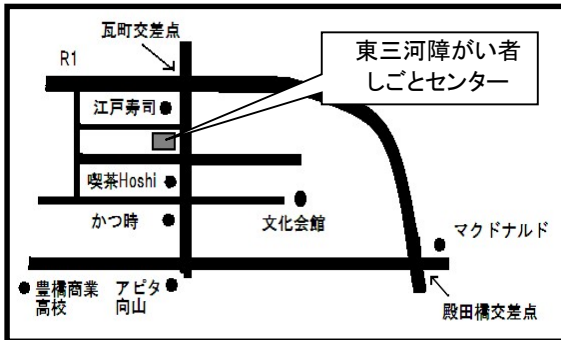 瓦町交差点
R1
東三河障がい者
しごとセンター
江戸寿司
喫茶Hoshi
かつ時
文化会館
マクドナルド
豊橋商業
高校
アピタ
向山
殿田橋交差点